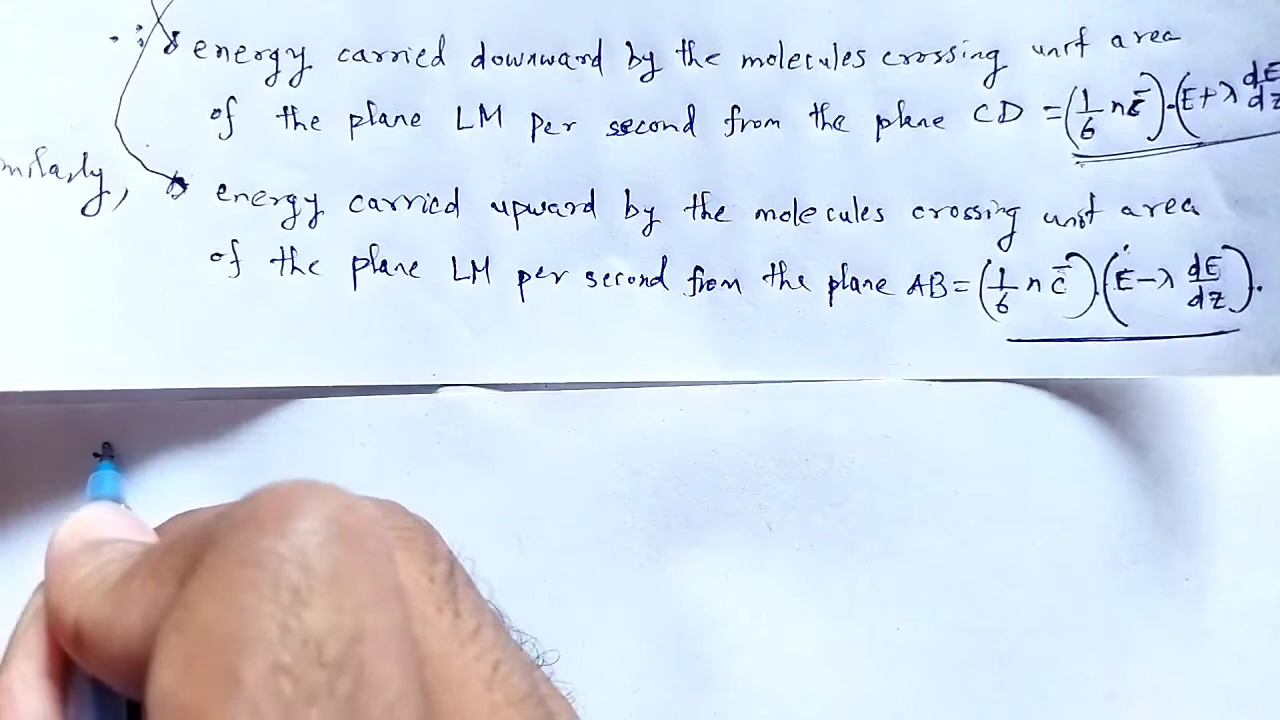 ∴ energy carried downward by the molecules crossing unit area
of the plane LM per second from the plane CD = (1/6 n c̄)·(E+λ dE/dz
milarly, energy carried upward by the molecules crossing unit area
of the plane LM per second from the plane AB = (1/6 n c̄)·(E−λ dE/dz).